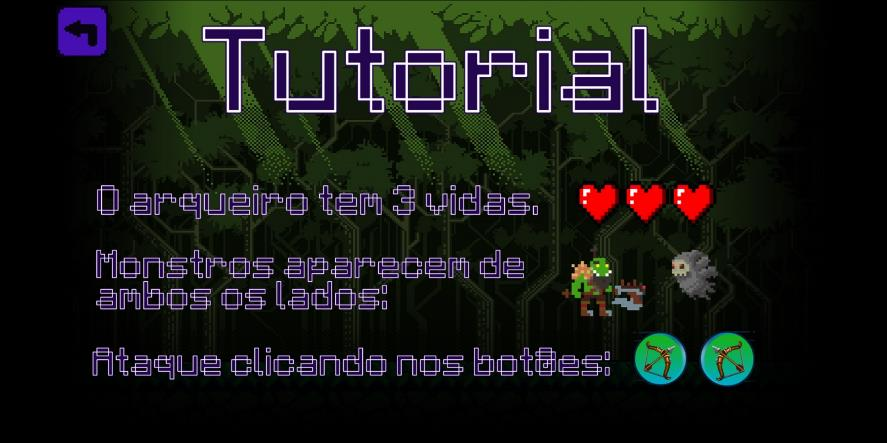 Tutorial
O arqueiro tem 3 vidas.
Monstros aparecem de
ambos os lados:
Ataque clicando nos botões: